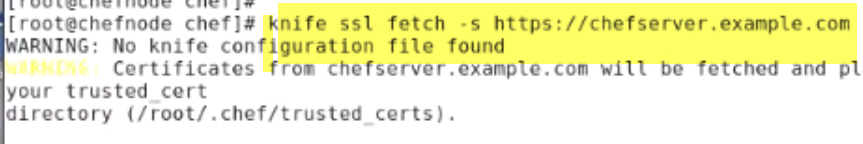 [root@chefnode chef]#
[root@chefnode chef]# knife ssl fetch -s https://chefserver.example.com
WARNING: No knife configuration file found
WARNING: Certificates from chefserver.example.com will be fetched and pl
your trusted_cert
directory (/root/.chef/trusted_certs).